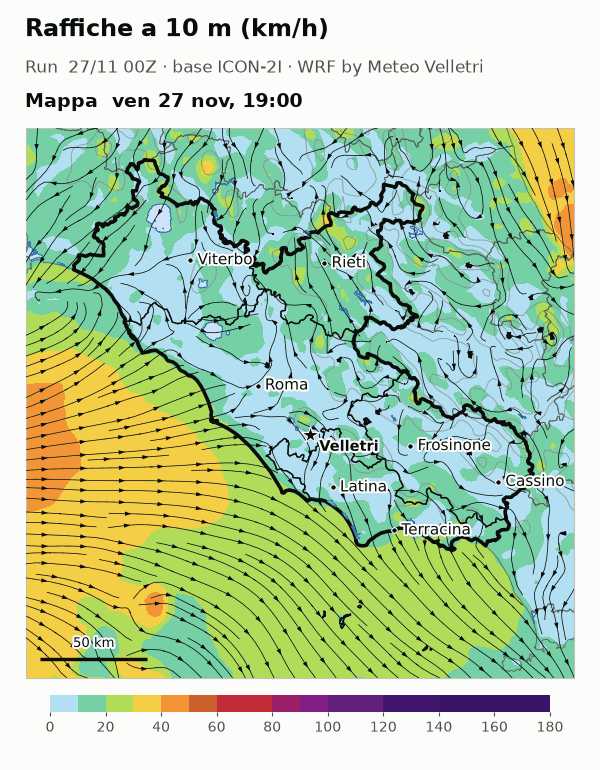 Raffiche a 10 m (km/h)
Run  27/11 00Z · base ICON-2I · WRF by Meteo Velletri
Mappa  ven 27 nov, 19:00
Viterbo
Rieti
Roma
Velletri
Frosinone
Latina
Cassino
Terracina
50 km
0 20 40 60 80 100 120 140 160 180